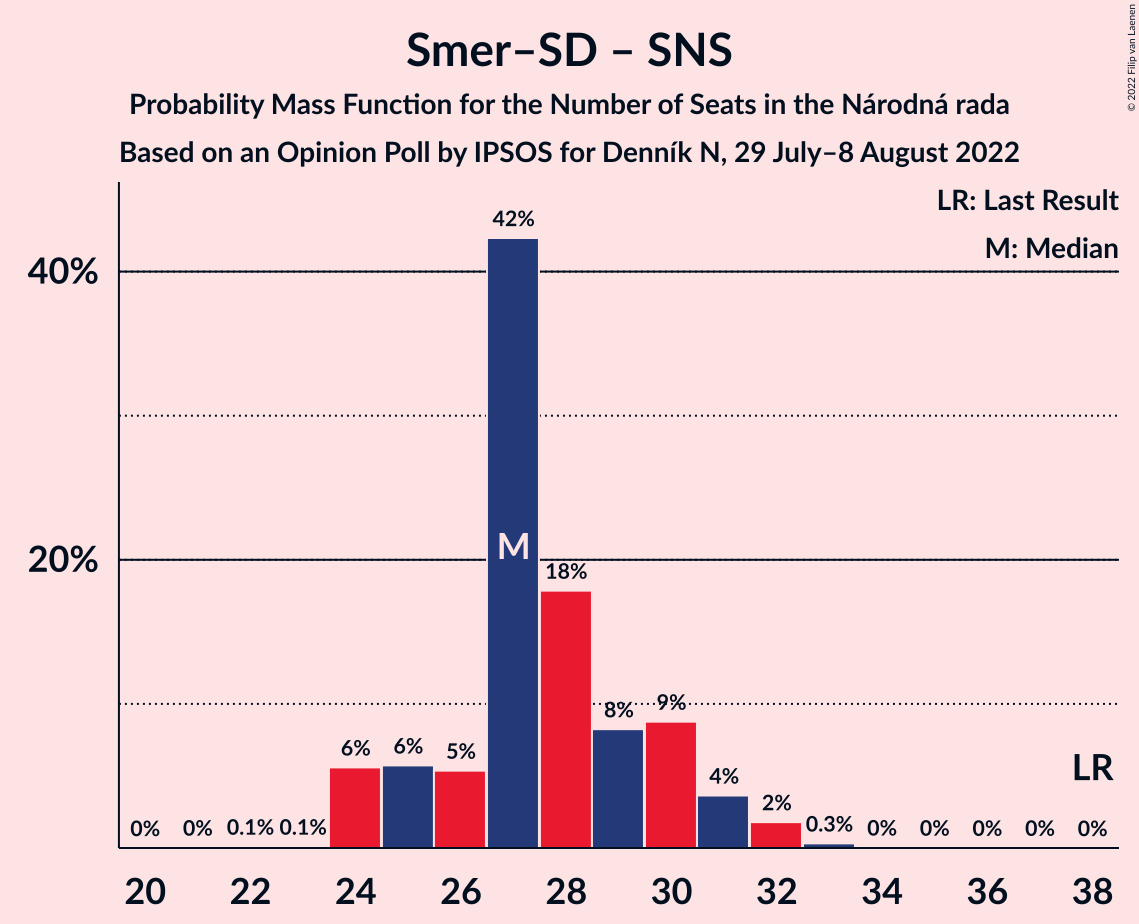 Smer–SD – SNS
Probability Mass Function for the Number of Seats in the Národná rada
Based on an Opinion Poll by IPSOS for Denník N, 29 July–8 August 2022
© 2022 Filip van Laenen
LR: Last Result
M: Median
42%
40%
M
20%
18%
9%
8%
6% 6% 5%
4%
LR
2%
0% 0% 0.1% 0.1% 0.3% 0% 0% 0% 0% 0%
20 22 24 26 28 30 32 34 36 38